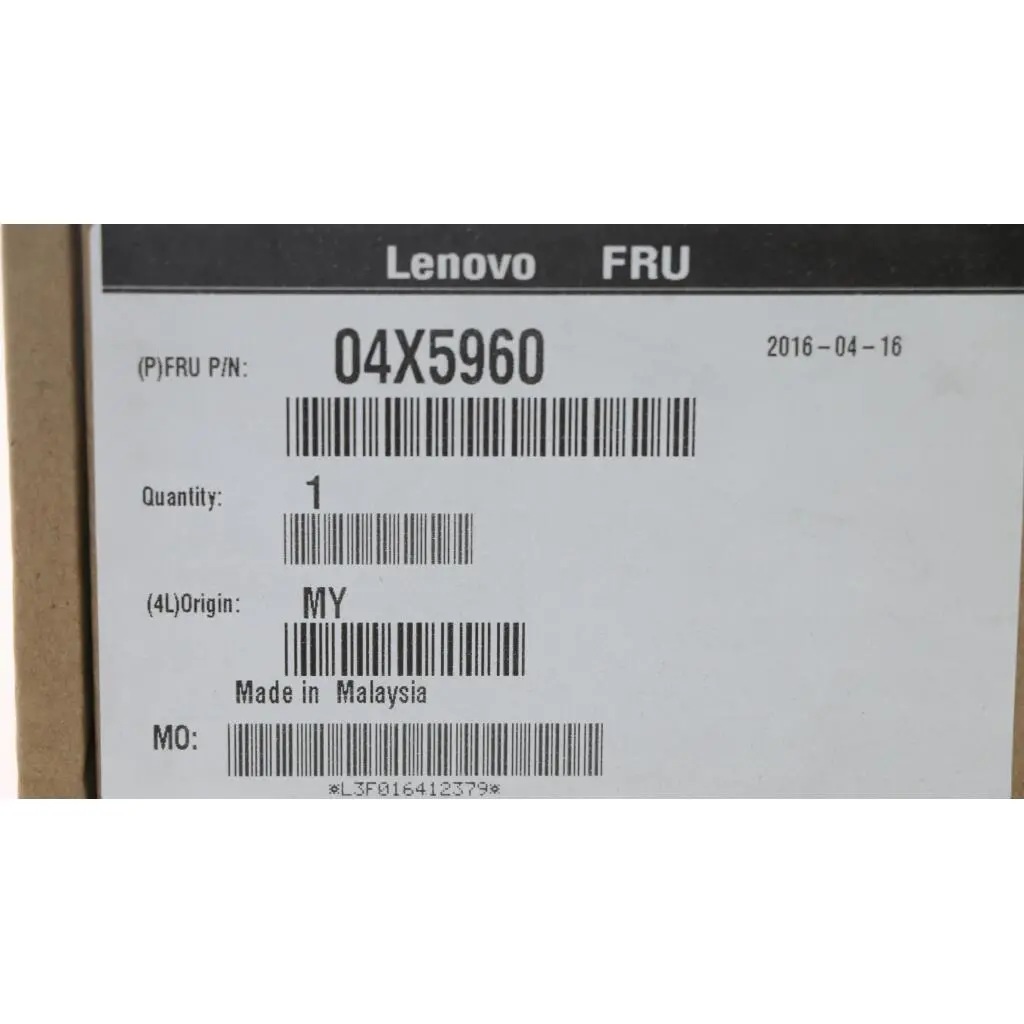 Lenovo FRU
(P)FRU P/N: 04X5960 2016-04-16
Quantity: 1
(4L)Origin: MY
Made in Malaysia
MO:
*L3F016412379*